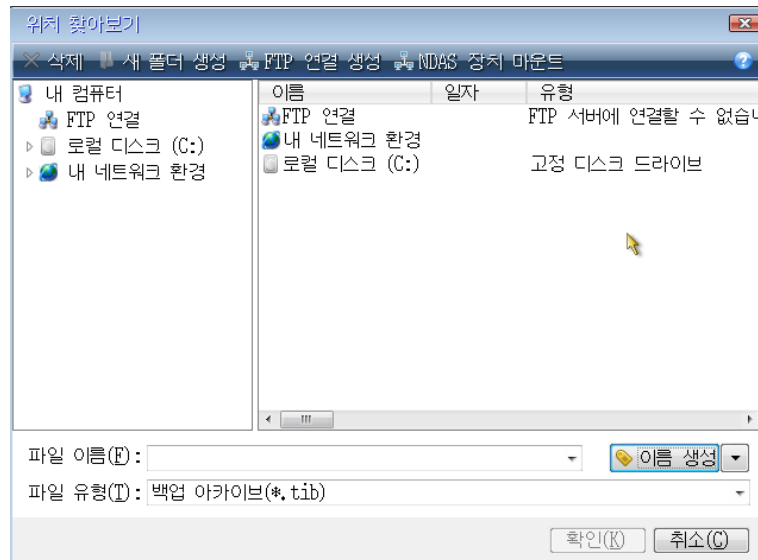 위치 찾아보기
삭제 새 폴더 생성 FTP 연결 생성 NDAS 장치 마운트
내 컴퓨터
FTP 연결
로컬 디스크 (C:)
내 네트워크 환경
이름 일자 유형
FTP 연결 FTP 서버에 연결할 수 없습니
내 네트워크 환경
로컬 디스크 (C:) 고정 디스크 드라이브
파일 이름(F): 이름 생성
파일 유형(T): 백업 아카이브(*.tib)
확인(K) 취소(C)